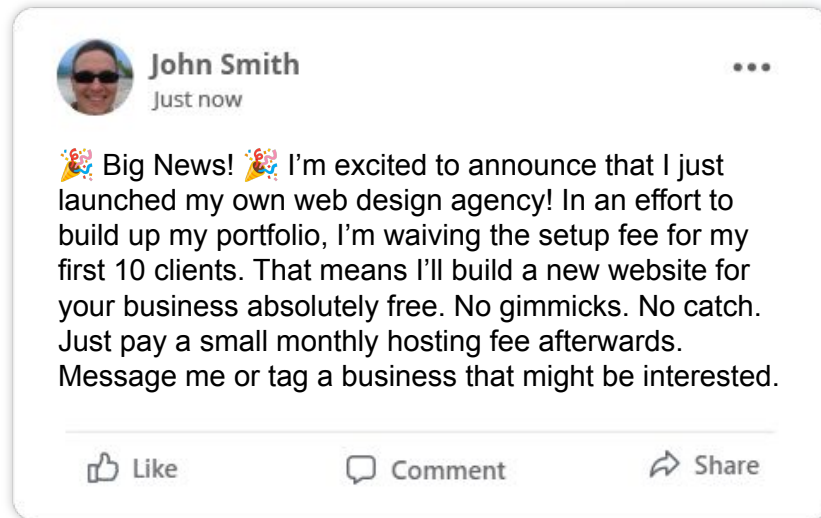 John Smith
Just now
🎉 Big News! 🎉 I’m excited to announce that I just
launched my own web design agency! In an effort to
build up my portfolio, I’m waiving the setup fee for my
first 10 clients. That means I’ll build a new website for
your business absolutely free. No gimmicks. No catch.
Just pay a small monthly hosting fee afterwards.
Message me or tag a business that might be interested.
Like Comment Share